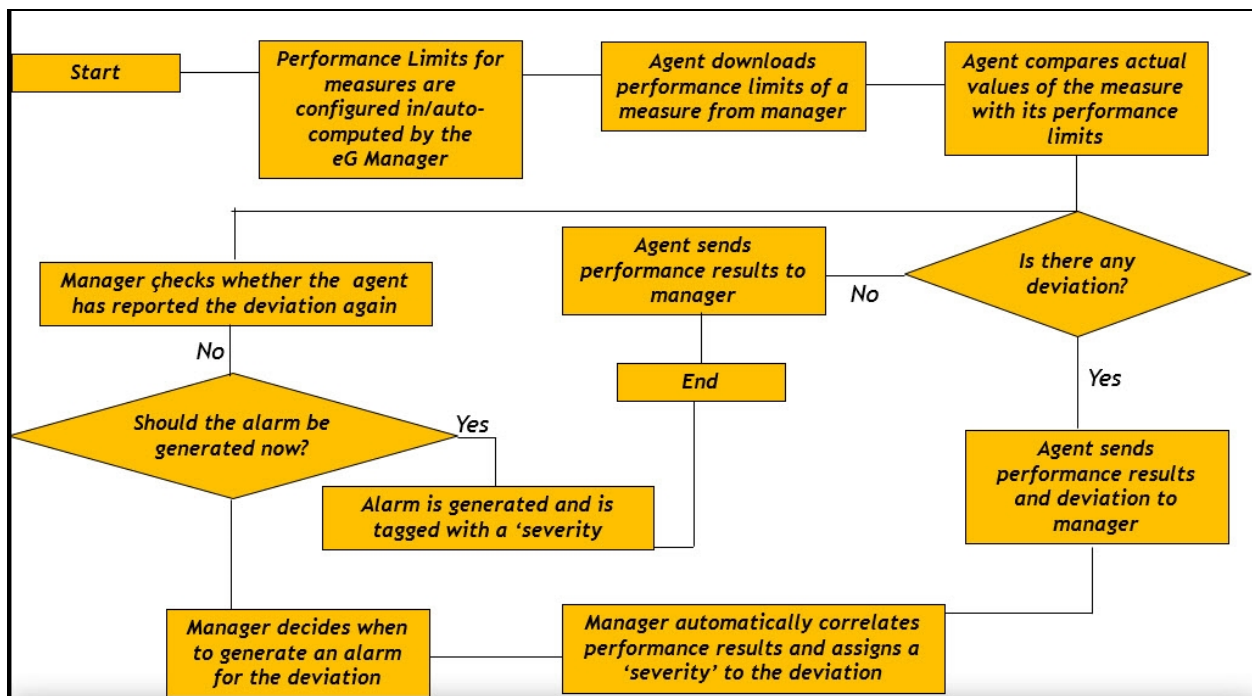 Start
Performance Limits for
measures are
configured in/auto-
computed by the
eG Manager
Agent downloads
performance limits of a
measure from manager
Agent compares actual
values of the measure
with its performance
limits
Is there any
deviation?
No
Agent sends
performance results to
manager
End
Yes
Agent sends
performance results
and deviation to
manager
Manager automatically correlates
performance results and assigns a
‘severity’ to the deviation
Manager decides when
to generate an alarm
for the deviation
Should the alarm be
generated now?
Yes
Alarm is generated and is
tagged with a ‘severity
No
Manager çhecks whether the agent
has reported the deviation again